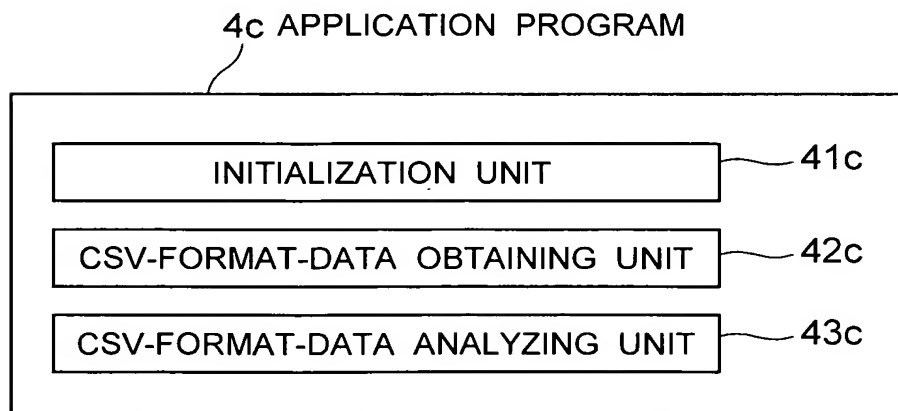 4c APPLICATION PROGRAM
INITIALIZATION UNIT 41c
CSV-FORMAT-DATA OBTAINING UNIT 42c
CSV-FORMAT-DATA ANALYZING UNIT 43c